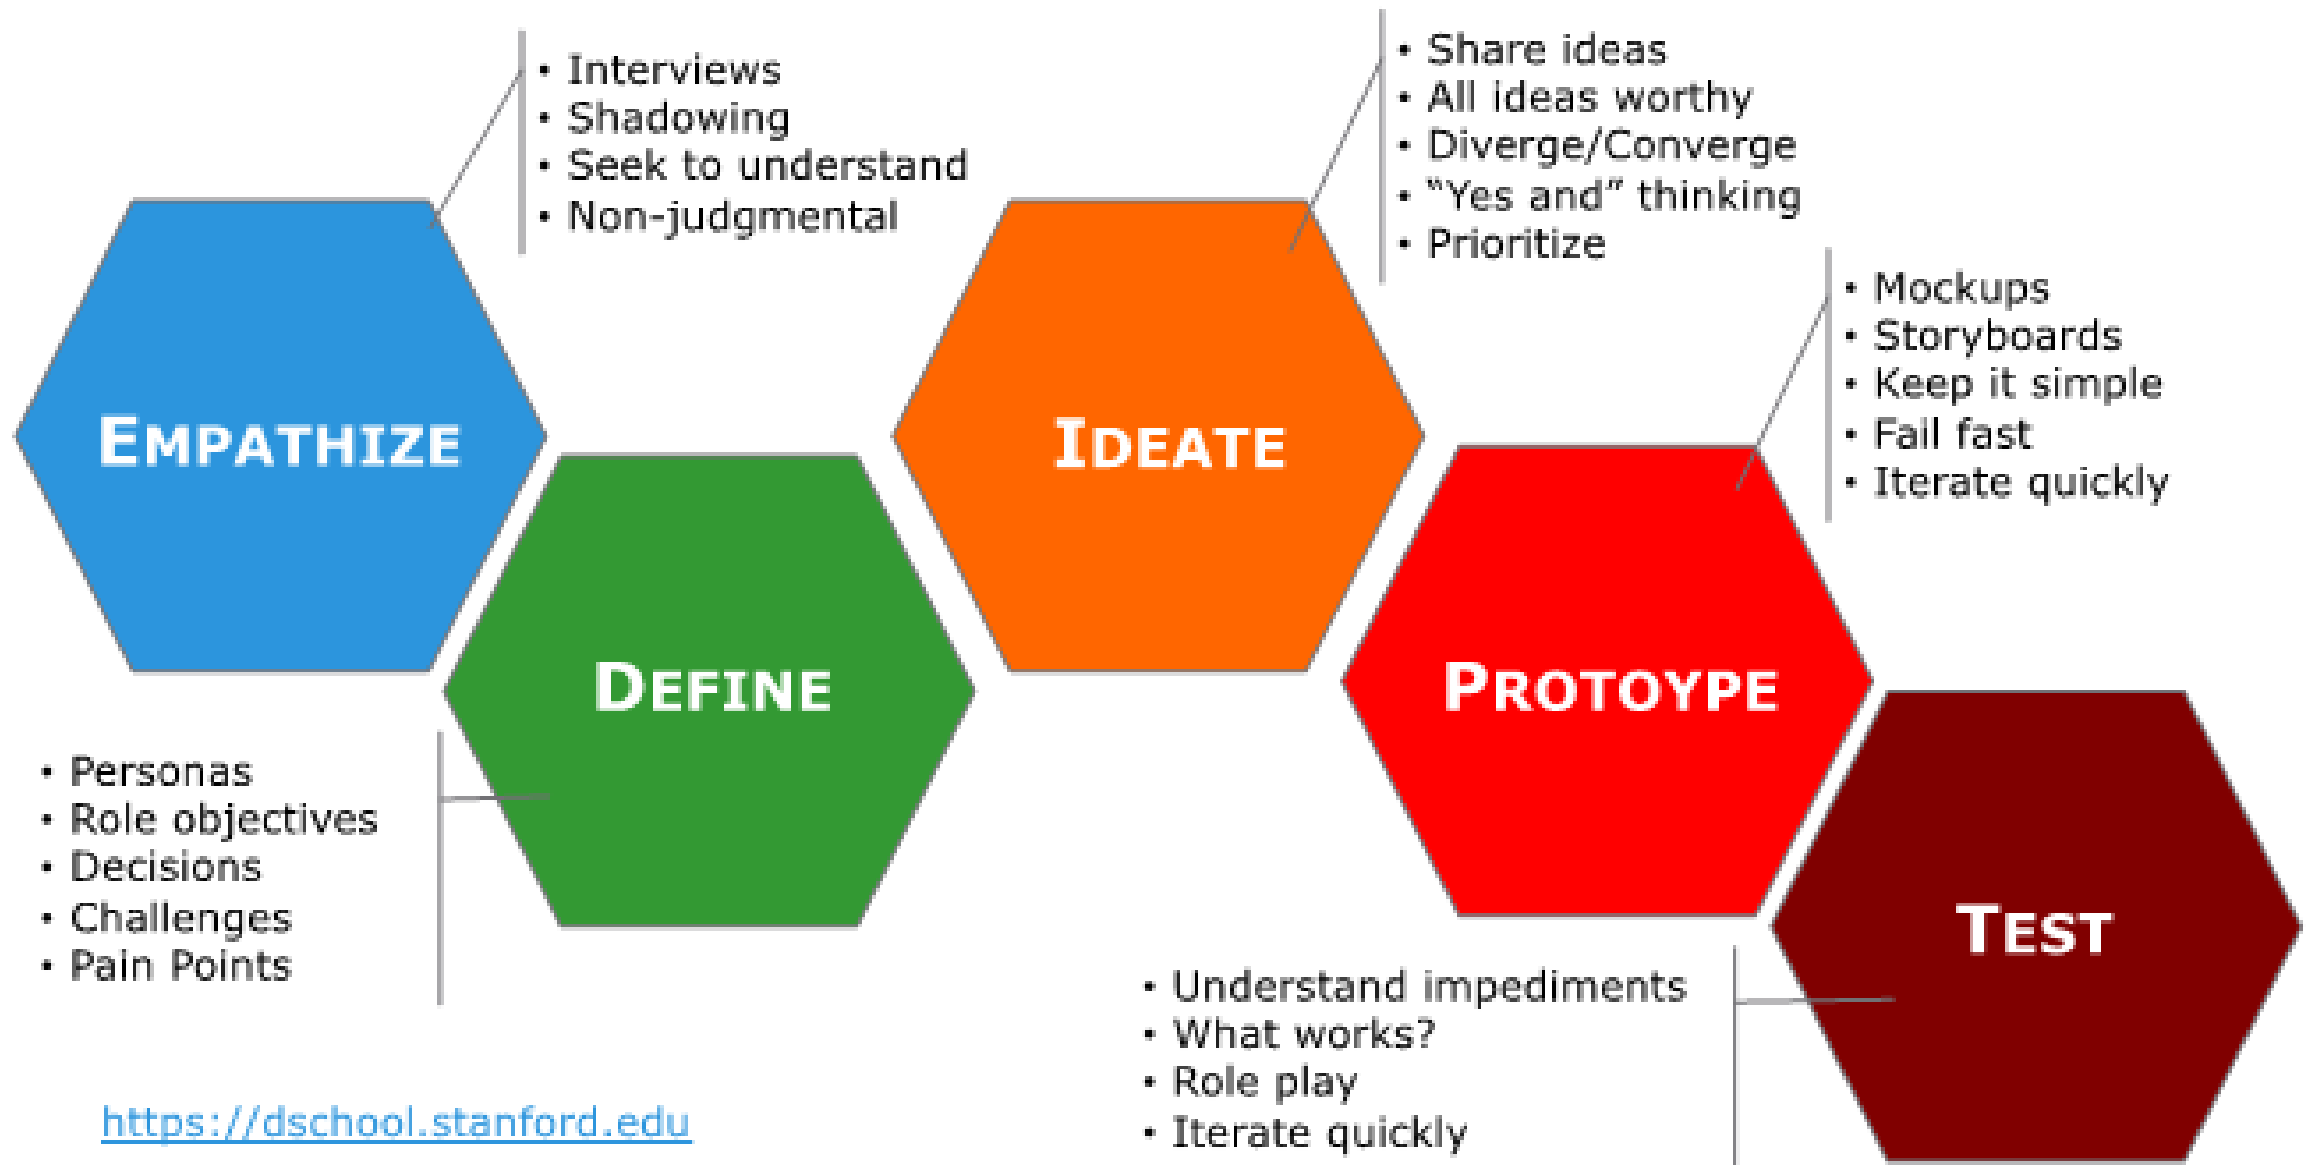 • Interviews
• Shadowing
• Seek to understand
• Non-judgmental
EMPATHIZE
• Personas
• Role objectives
• Decisions
• Challenges
• Pain Points
DEFINE
• Share ideas
• All ideas worthy
• Diverge/Converge
• “Yes and” thinking
• Prioritize
IDEATE
• Mockups
• Storyboards
• Keep it simple
• Fail fast
• Iterate quickly
PROTOYPE
• Understand impediments
• What works?
• Role play
• Iterate quickly
TEST
https://dschool.stanford.edu